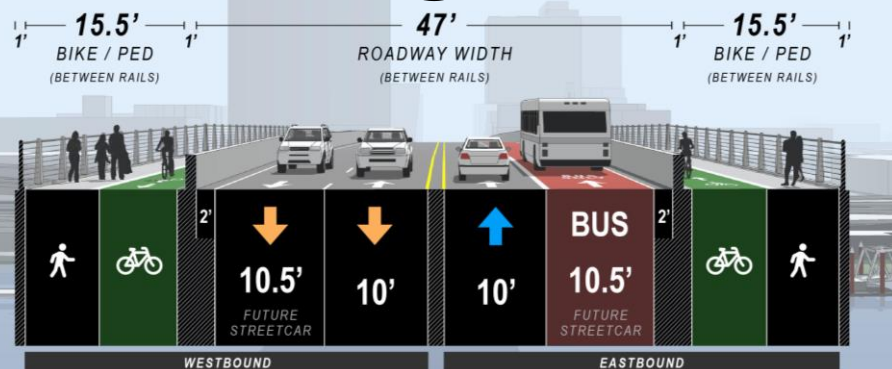 15.5’
47’
15.5’
1’
1’
1’
1’
BIKE / PED
ROADWAY WIDTH
BIKE / PED
(BETWEEN RAILS)
(BETWEEN RAILS)
(BETWEEN RAILS)
2’
2’
BUS
10.5’
10’
10’
10.5’
FUTURE
STREETCAR
FUTURE
STREETCAR
WESTBOUND
EASTBOUND